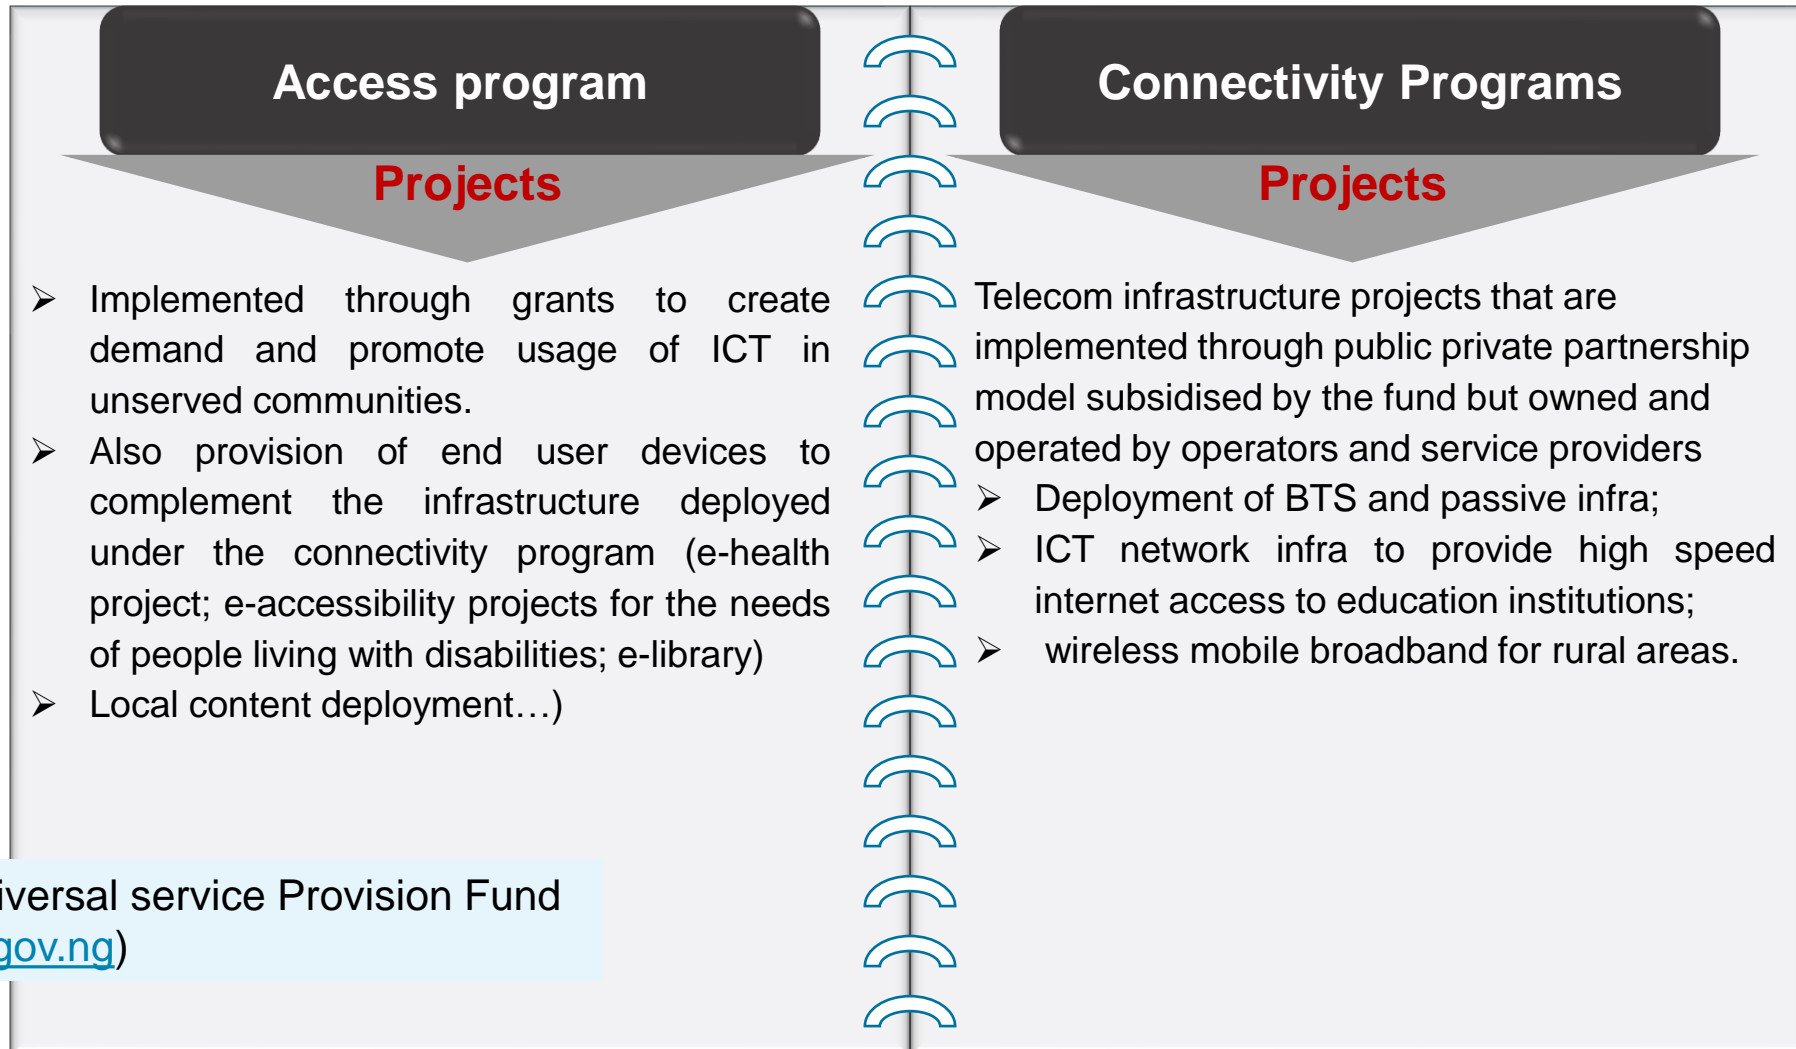 Access program
Projects
➢ Implemented through grants to create
demand and promote usage of ICT in
unserved communities.
➢ Also provision of end user devices to
complement the infrastructure deployed
under the connectivity program (e-health
project; e-accessibility projects for the needs
of people living with disabilities; e-library)
➢ Local content deployment…)
iversal service Provision Fund
gov.ng)
Connectivity Programs
Projects
Telecom infrastructure projects that are
implemented through public private partnership
model subsidised by the fund but owned and
operated by operators and service providers
➢ Deployment of BTS and passive infra;
➢ ICT network infra to provide high speed
internet access to education institutions;
➢ wireless mobile broadband for rural areas.